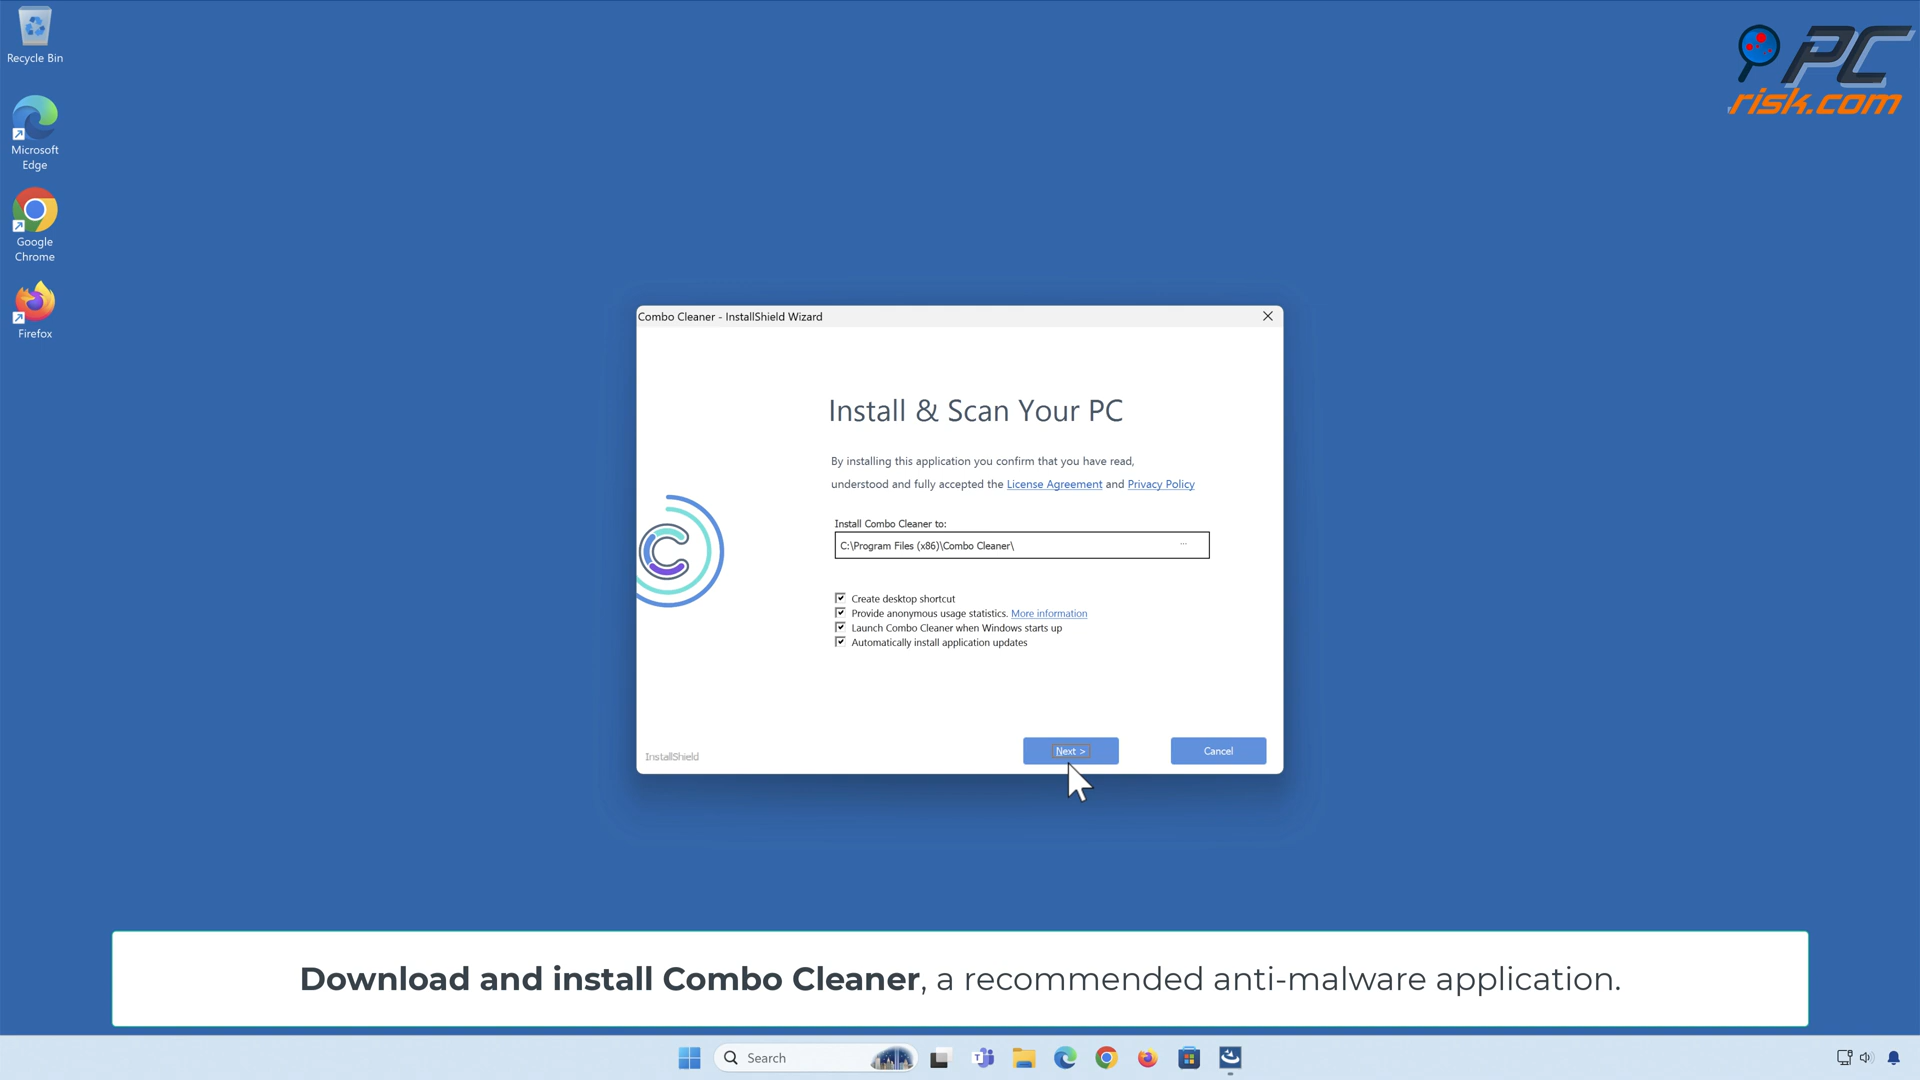 Recycle Bin
Microsoft
Edge
Google
Chrome
Firefox
PC
risk.com
Combo Cleaner - InstallShield Wizard
Install & Scan Your PC
By installing this application you confirm that you have read,
understood and fully accepted the License Agreement and Privacy Policy
Install Combo Cleaner to:
C:\Program Files (x86)\Combo Cleaner\ ...
Create desktop shortcut
Provide anonymous usage statistics. More information
Launch Combo Cleaner when Windows starts up
Automatically install application updates
InstallShield
Next >
Cancel
Download and install Combo Cleaner, a recommended anti-malware application.
Search